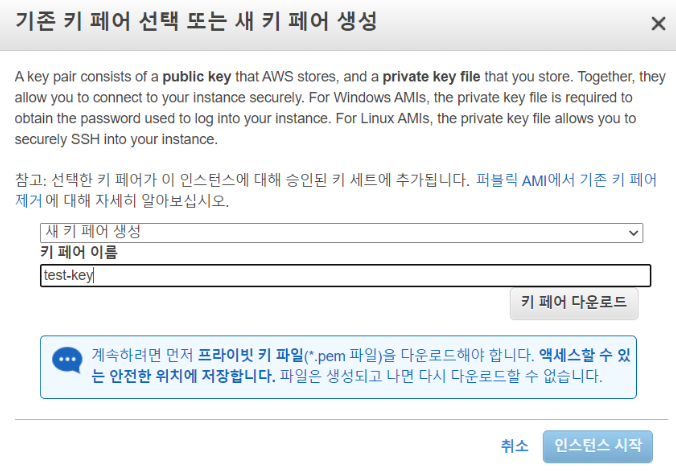 기존 키 페어 선택 또는 새 키 페어 생성
A key pair consists of a public key that AWS stores, and a private key file that you store. Together, they
allow you to connect to your instance securely. For Windows AMIs, the private key file is required to
obtain the password used to log into your instance. For Linux AMIs, the private key file allows you to
securely SSH into your instance.
참고: 선택한 키 페어가 이 인스턴스에 대해 승인된 키 세트에 추가됩니다. 퍼블릭 AMI에서 기존 키 페어
제거에 대해 자세히 알아보십시오.
새 키 페어 생성
키 페어 이름
test-key
키 페어 다운로드
계속하려면 먼저 프라이빗 키 파일(*.pem 파일)을 다운로드해야 합니다. 액세스할 수 있
는 안전한 위치에 저장합니다. 파일은 생성되고 나면 다시 다운로드할 수 없습니다.
취소
인스턴스 시작